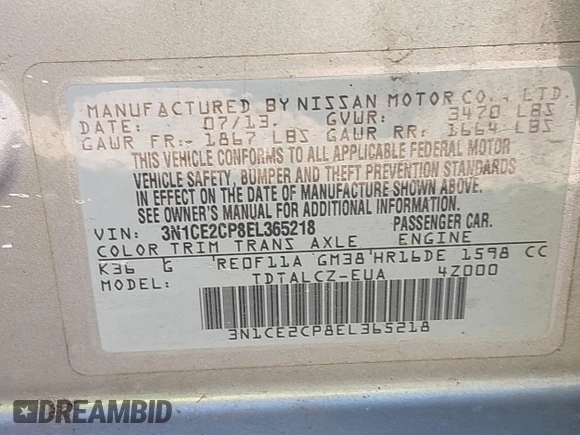 MANUFACTURED BY NISSAN MOTOR CO., LTD.
DATE: 07/13. GVWR: 3470 LBS
GAWR FR:- 1867 LBS GAWR RR: 1664 LBS
THIS VEHICLE CONFORMS TO ALL APPLICABLE FEDERAL MOTOR
VEHICLE SAFETY, BUMPER AND THEFT PREVENTION STANDARDS
IN EFFECT ON THE DATE OF MANUFACTURE SHOWN ABOVE.
SEE OWNER'S MANUAL FOR ADDITIONAL INFORMATION.
VIN: 3N1CE2CP8EL365218 PASSENGER CAR.
COLOR TRIM TRANS AXLE ENGINE
K36 G RE0F11A GM38 HR16DE 1598 CC
TDTALCZ-EUA 4Z000
3N1CE2CP8EL365218
DREAMBID